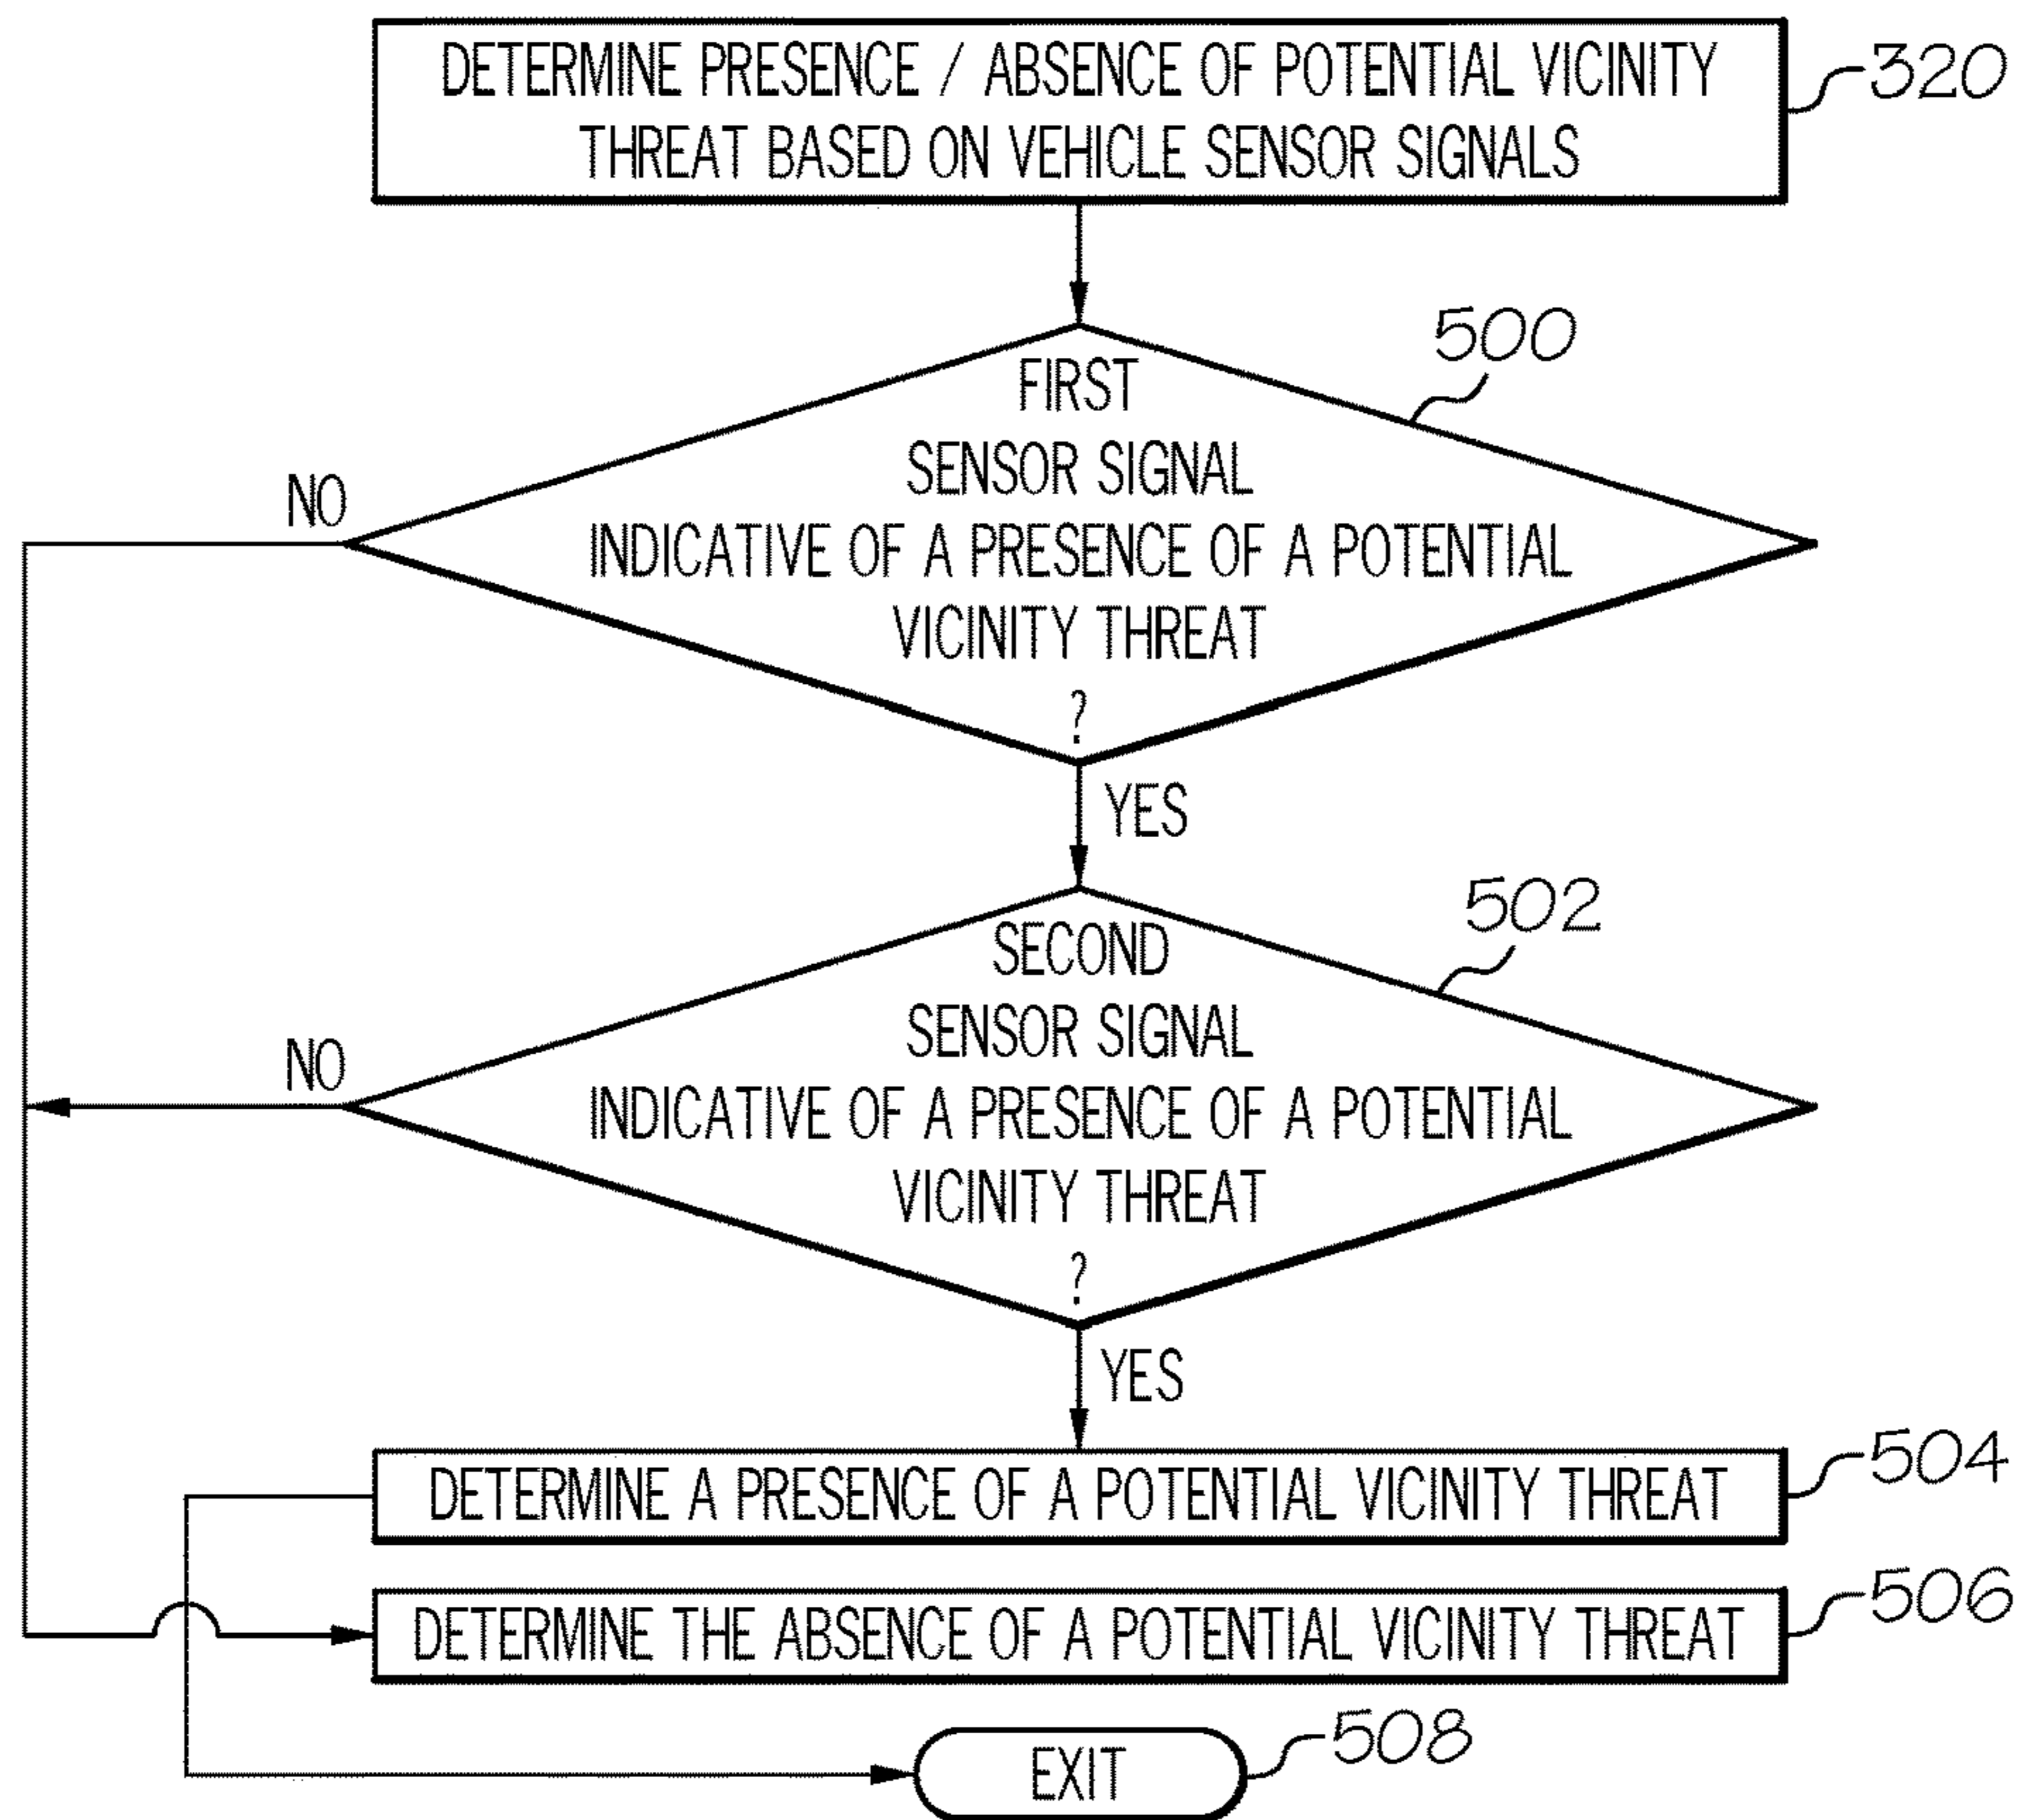 DETERMINE PRESENCE / ABSENCE OF POTENTIAL VICINITY
THREAT BASED ON VEHICLE SENSOR SIGNALS
320
500
FIRST
SENSOR SIGNAL
INDICATIVE OF A PRESENCE OF A POTENTIAL
VICINITY THREAT
?
NO
YES
502
SECOND
SENSOR SIGNAL
INDICATIVE OF A PRESENCE OF A POTENTIAL
VICINITY THREAT
?
NO
YES
DETERMINE A PRESENCE OF A POTENTIAL VICINITY THREAT
504
DETERMINE THE ABSENCE OF A POTENTIAL VICINITY THREAT
506
EXIT
508